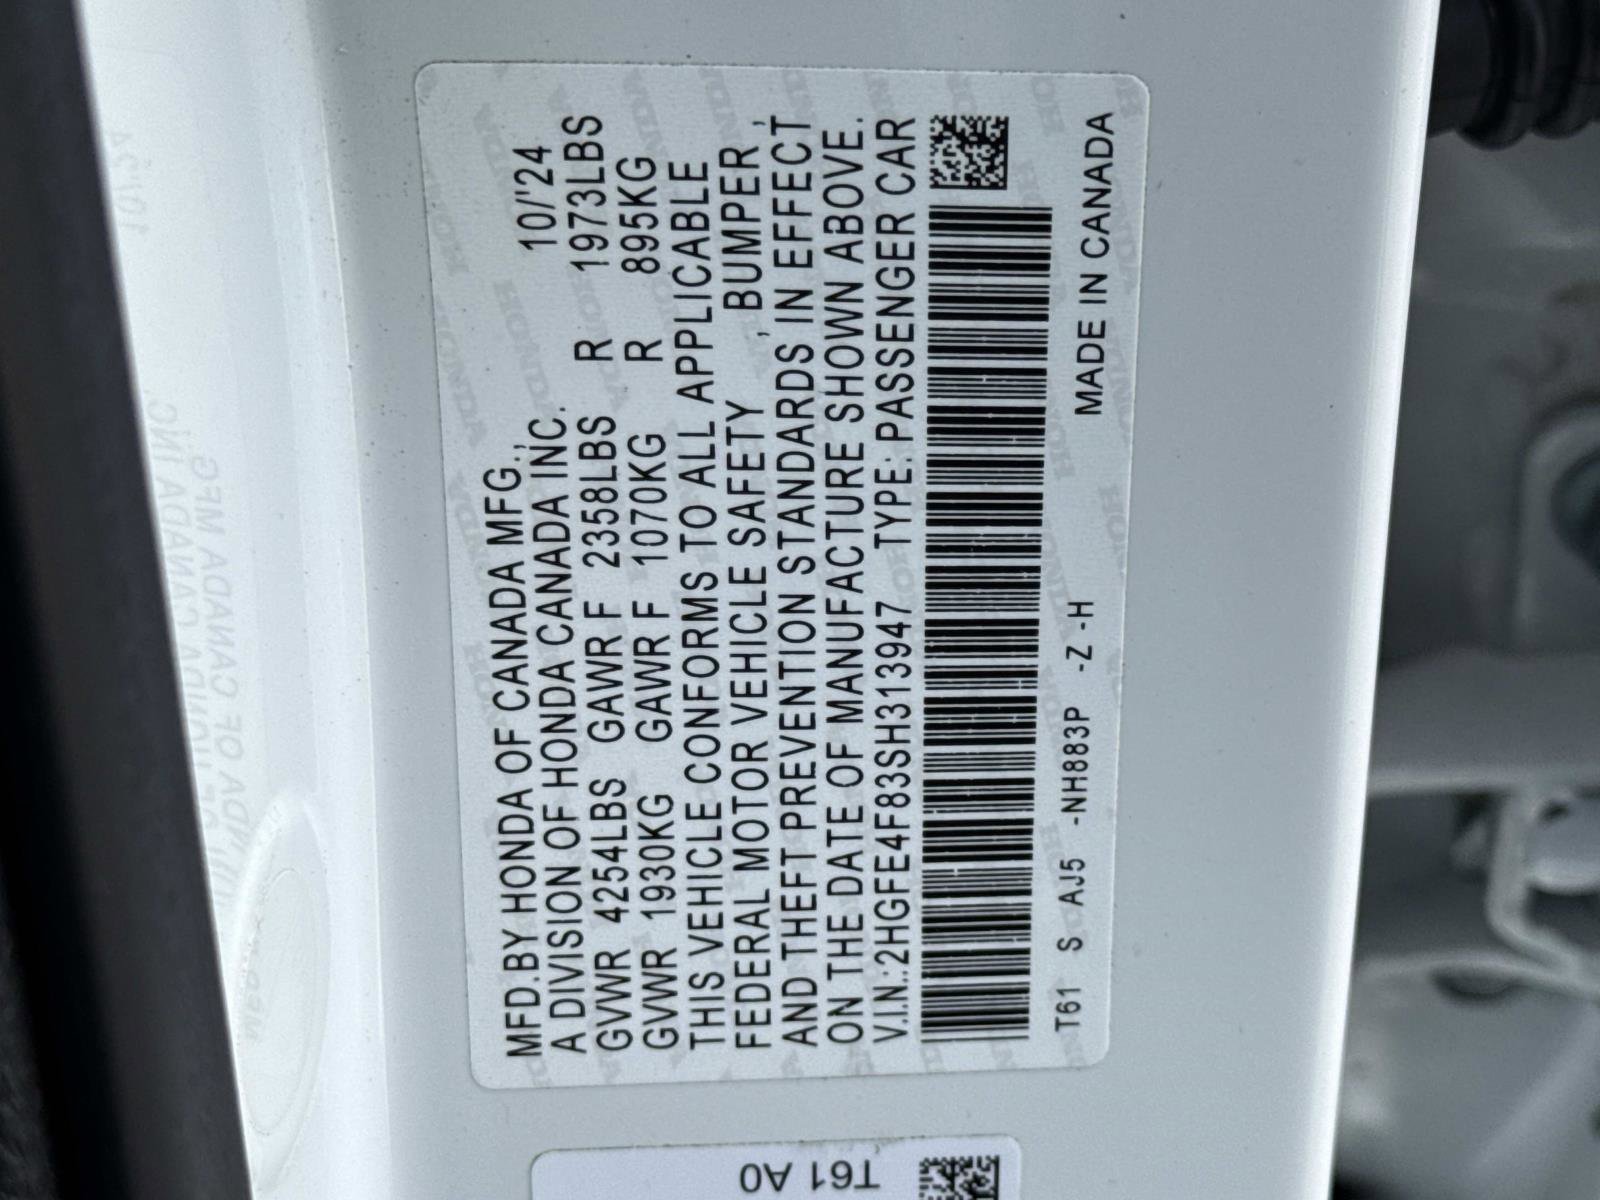 MFD.BY HONDA OF CANADA MFG., 10/'24
A DIVISION OF HONDA CANADA INC.
GVWR 4254LBS GAWR F 2358LBS R 1973LBS
GVWR 1930KG GAWR F 1070KG R 895KG
THIS VEHICLE CONFORMS TO ALL APPLICABLE
FEDERAL MOTOR VEHICLE SAFETY , BUMPER ,
AND THEFT PREVENTION STANDARDS IN EFFECT
ON THE DATE OF MANUFACTURE SHOWN ABOVE.
V.I.N.:2HGFE4F83SH313947 TYPE:PASSENGER CAR
T61 S AJ5 -NH883P -Z -H MADE IN CANADA
T61 A0